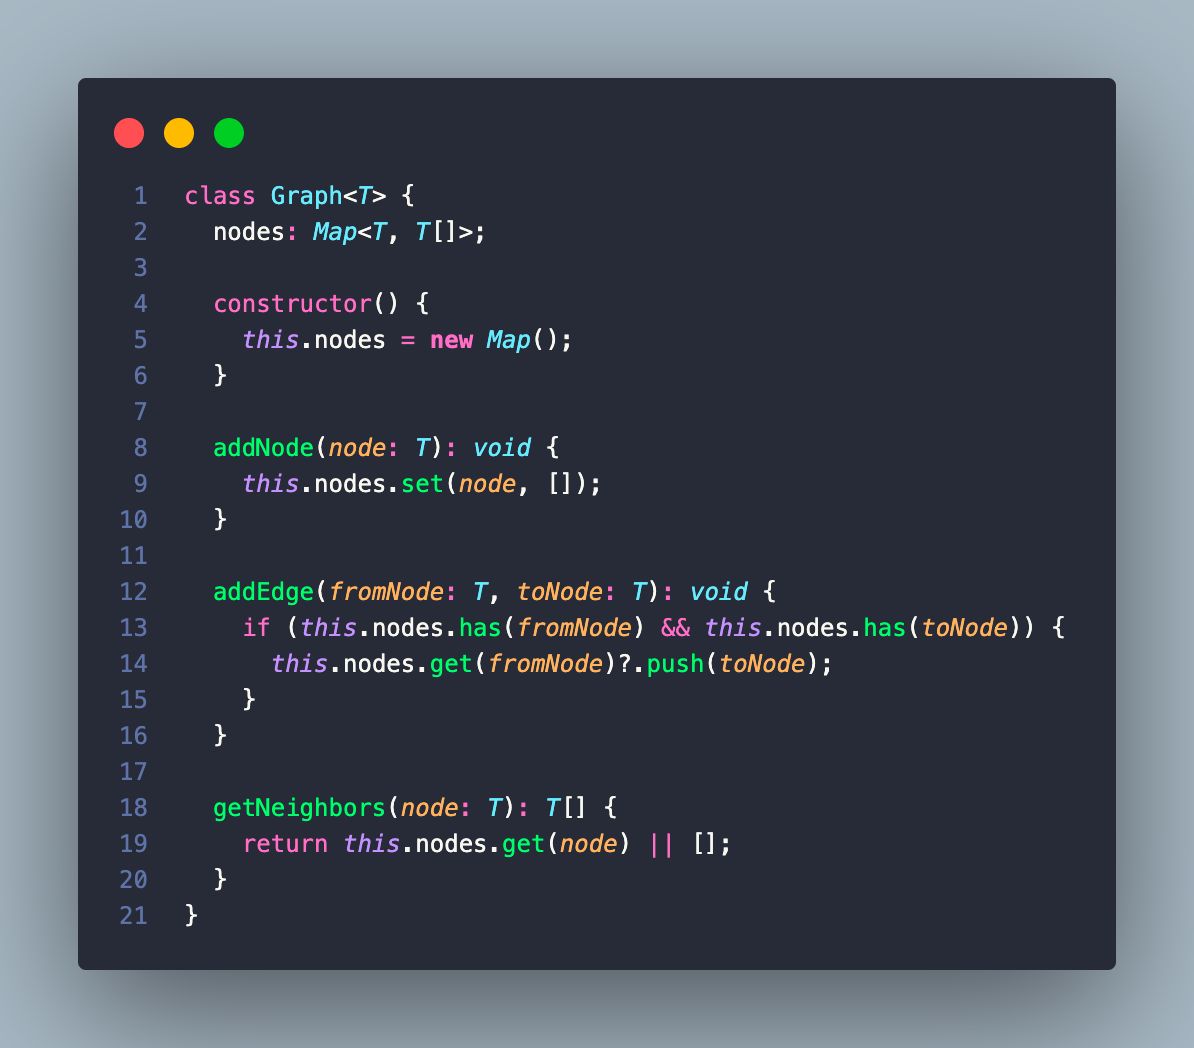 1 class Graph<T> {
2   nodes: Map<T, T[]>;
3
4   constructor() {
5     this.nodes = new Map();
6   }
7
8   addNode(node: T): void {
9     this.nodes.set(node, []);
10   }
11
12   addEdge(fromNode: T, toNode: T): void {
13     if (this.nodes.has(fromNode) && this.nodes.has(toNode)) {
14       this.nodes.get(fromNode)?.push(toNode);
15     }
16   }
17
18   getNeighbors(node: T): T[] {
19     return this.nodes.get(node) || [];
20   }
21 }